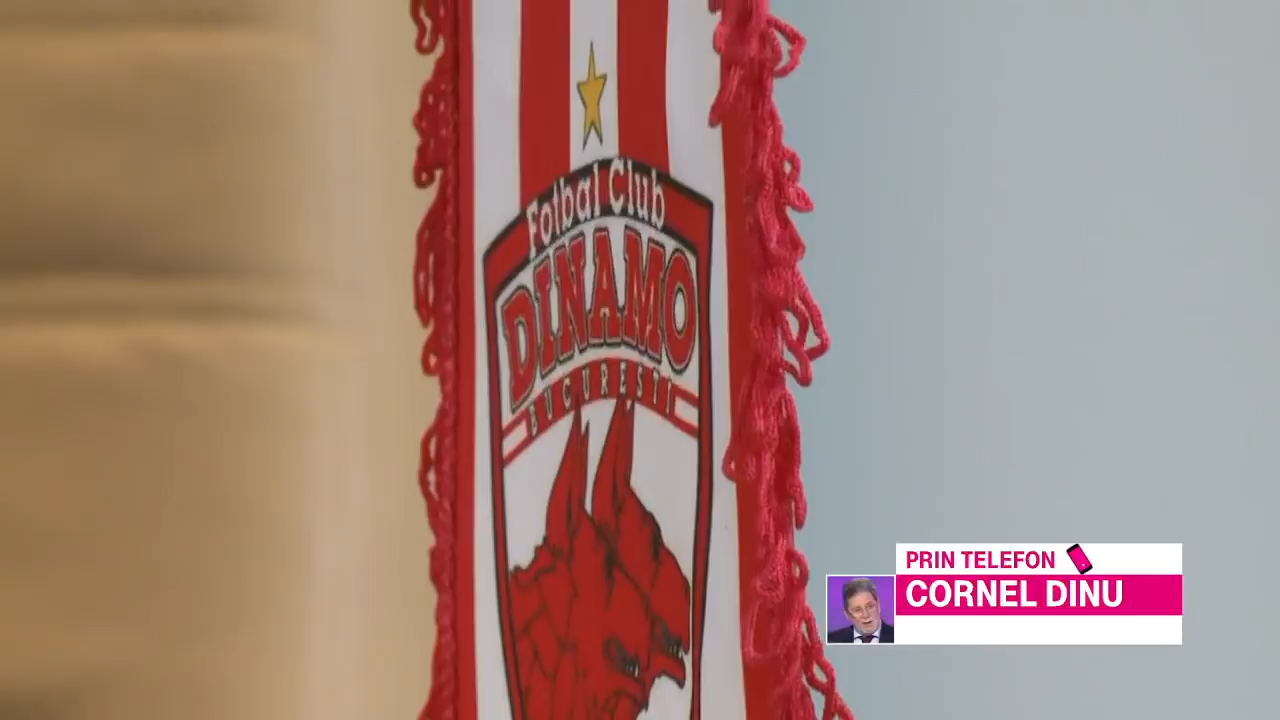 Fotbal Club
DINAMO
BUCUREȘTI
PRIN TELEFON
CORNEL DINU